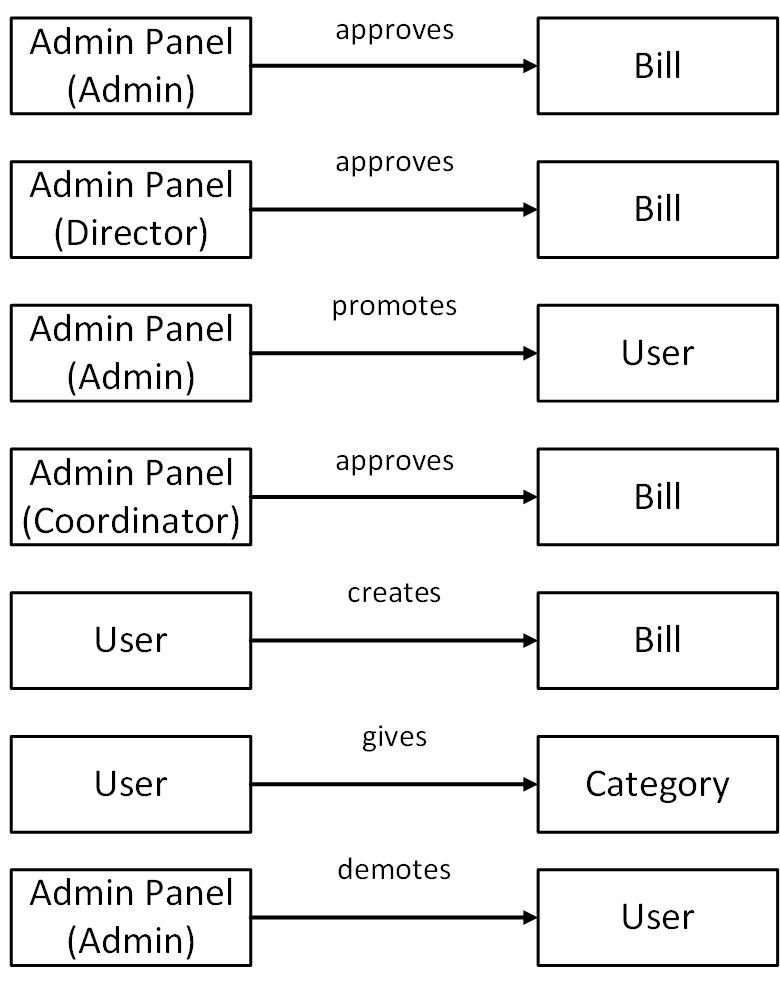 Admin Panel
(Admin)
approves
Bill
Admin Panel
(Director)
approves
Bill
Admin Panel
(Admin)
promotes
User
Admin Panel
(Coordinator)
approves
Bill
User
creates
Bill
User
gives
Category
Admin Panel
(Admin)
demotes
User